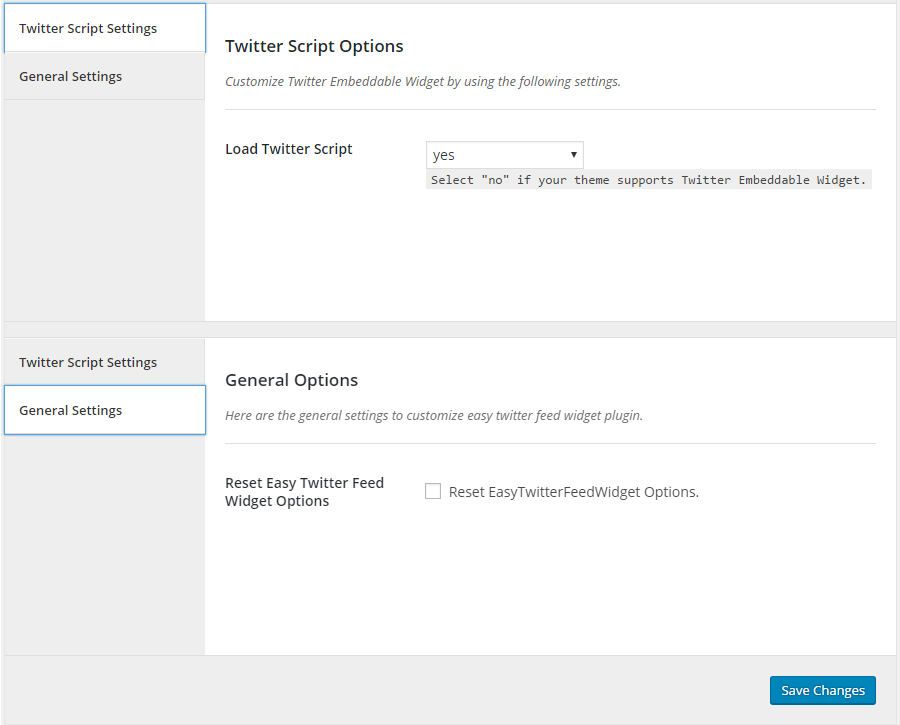 Twitter Script Settings
General Settings
Twitter Script Options
Customize Twitter Embeddable Widget by using the following settings.
Load Twitter Script
yes
Select "no" if your theme supports Twitter Embeddable Widget.
Twitter Script Settings
General Settings
General Options
Here are the general settings to customize easy twitter feed widget plugin.
Reset Easy Twitter Feed
Widget Options
Reset EasyTwitterFeedWidget Options.
Save Changes